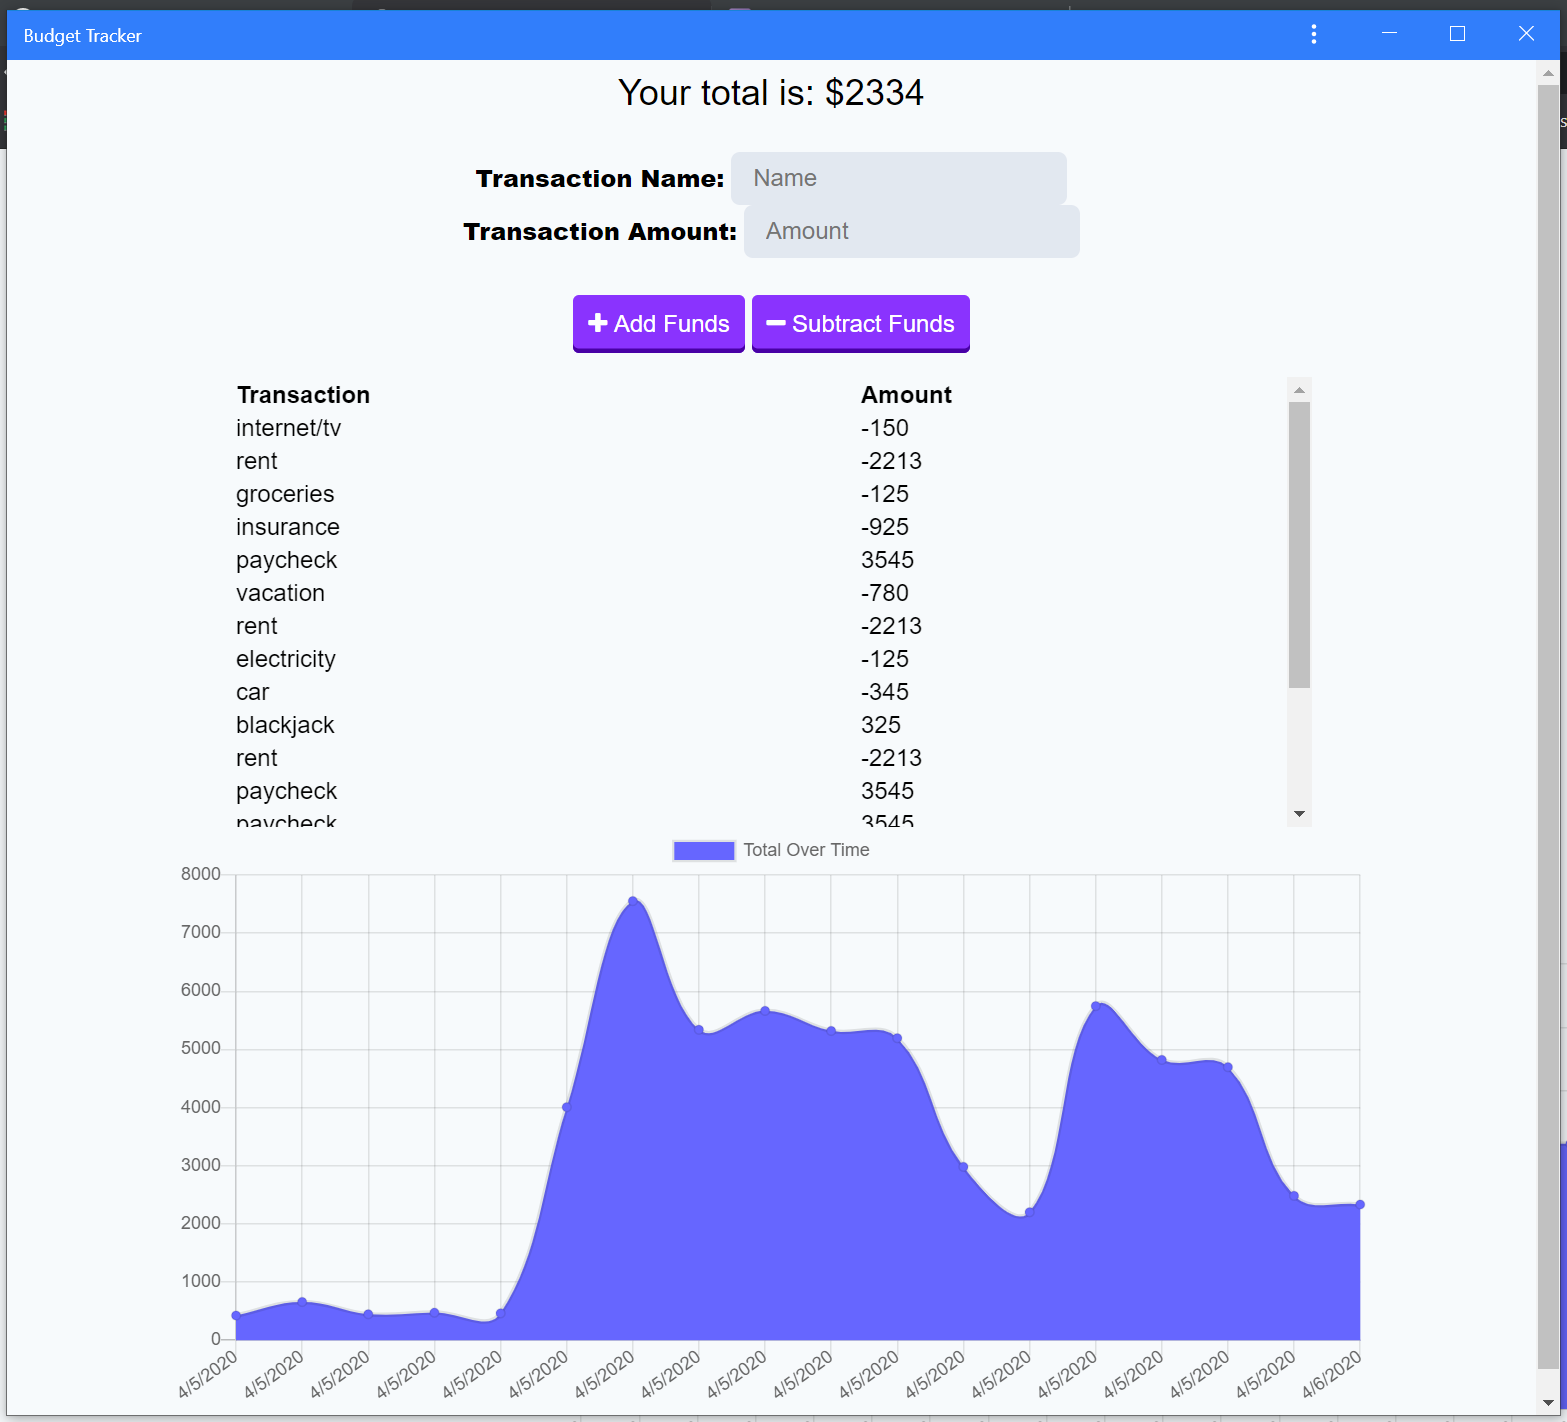 Budget Tracker
Your total is: $2334
Transaction Name: Name
Transaction Amount: Amount
Add Funds Subtract Funds
Transaction Amount
internet/tv -150
rent -2213
groceries -125
insurance -925
paycheck 3545
vacation -780
rent -2213
electricity -125
car -345
blackjack 325
rent -2213
paycheck 3545
paycheck 3545
Total Over Time
8000
7000
6000
5000
4000
3000
2000
1000
0
4/5/2020 4/5/2020 4/5/2020 4/5/2020 4/5/2020 4/5/2020 4/5/2020 4/5/2020 4/5/2020 4/5/2020 4/5/2020 4/5/2020 4/5/2020 4/5/2020 4/5/2020 4/5/2020 4/5/2020 4/6/2020